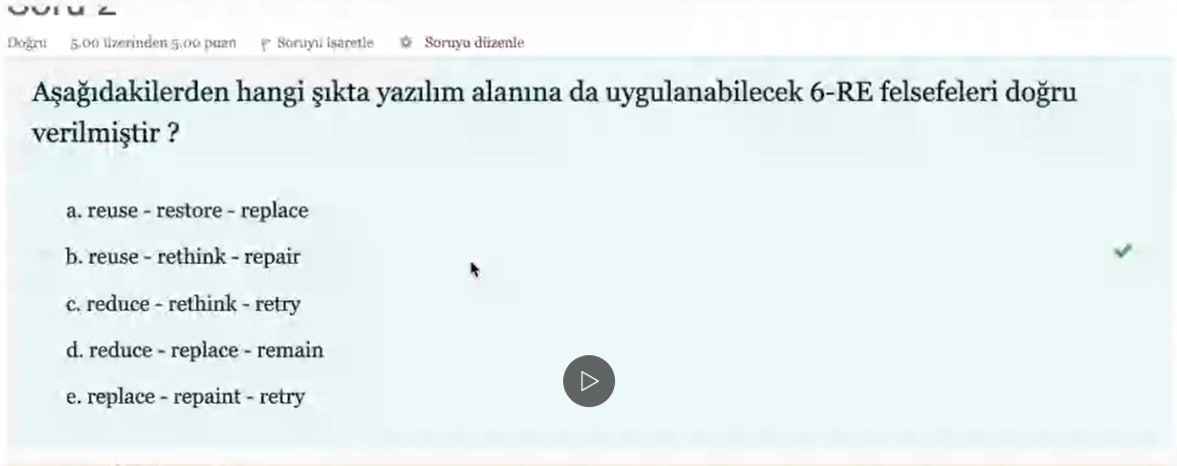 Doğru 5,00 üzerinden 5,00 puan Soruyu işaretle Soruyu düzenle
Aşağıdakilerden hangi şıkta yazılım alanına da uygulanabilecek 6-RE felsefeleri doğru
verilmiştir ?
a. reuse - restore - replace
b. reuse - rethink - repair
c. reduce - rethink - retry
d. reduce - replace - remain
e. replace - repaint - retry